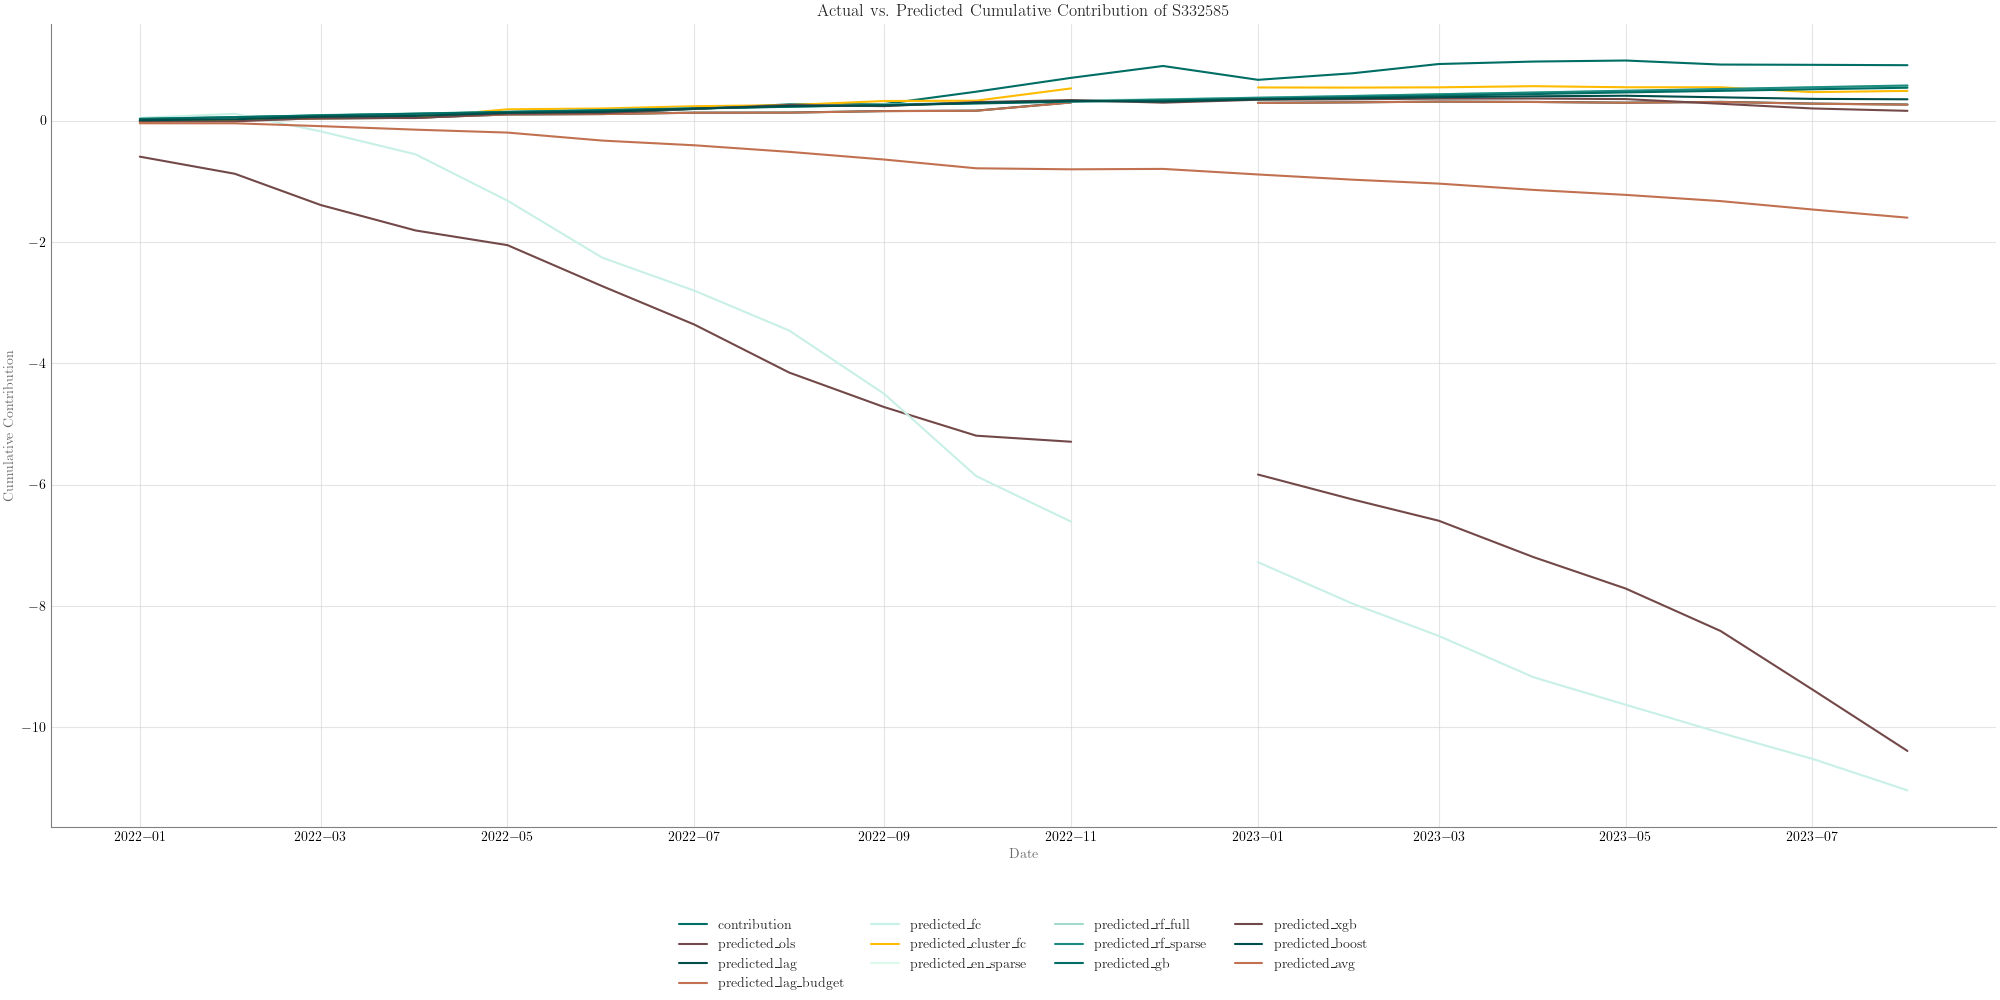 Actual vs. Predicted Cumulative Contribution of S332585
Cumulative Contribution
0
−2
−4
−6
−8
−10
2022−01
2022−03
2022−05
2022−07
2022−09
2022−11
2023−01
2023−03
2023−05
2023−07
Date
contribution
predicted_ols
predicted_lag
predicted_lag_budget
predicted_fc
predicted_cluster_fc
predicted_en_sparse
predicted_rf_full
predicted_rf_sparse
predicted_gb
predicted_xgb
predicted_boost
predicted_avg